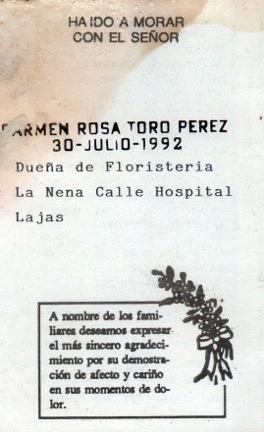 HA IDO A MORAR
CON EL SEÑOR
CARMEN ROSA TORO PEREZ
30-JULIO-1992
Dueña de Floristeria
La Nena Calle Hospital
Lajas
A nombre de los fami-
liares deseamos expresar
el más sincero agradeci-
miento por su demostra-
ción de afecto y cariño
en sus momentos de do-
lor.